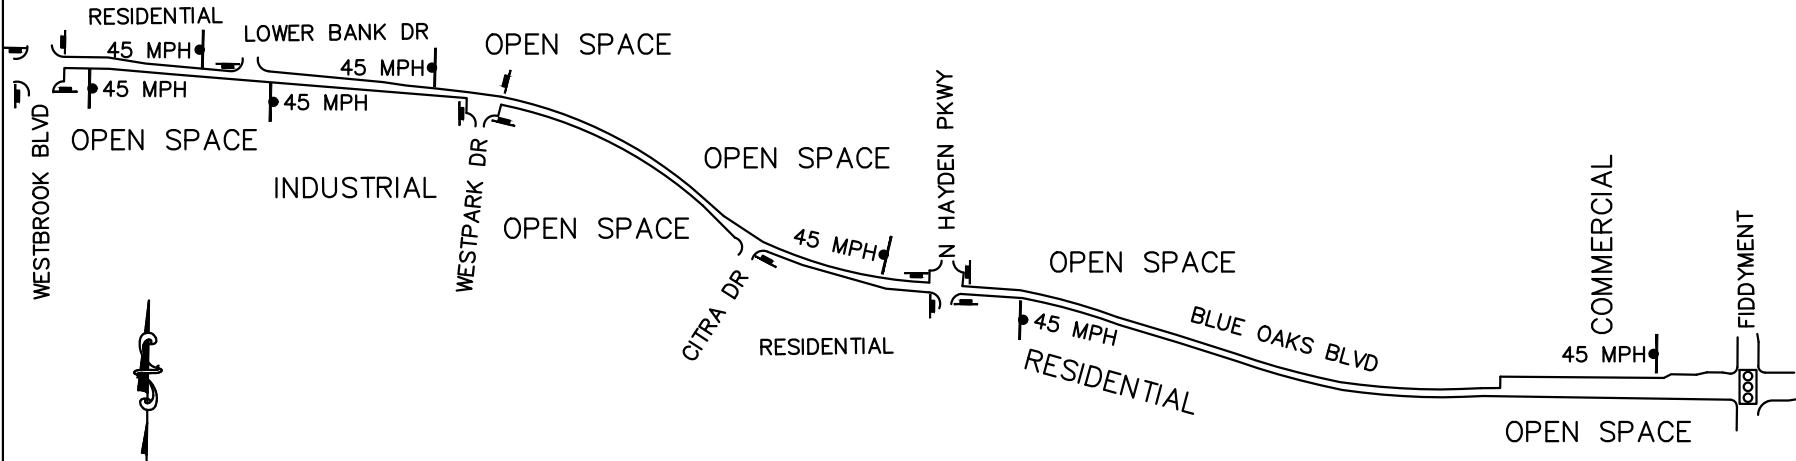 RESIDENTIAL
LOWER BANK DR
OPEN SPACE
45 MPH
45 MPH
45 MPH
45 MPH
WESTBROOK BLVD
OPEN SPACE
INDUSTRIAL
WESTPARK DR
OPEN SPACE
OPEN SPACE
CITRA DR
45 MPH
N HAYDEN PKWY
RESIDENTIAL
OPEN SPACE
45 MPH
RESIDENTIAL
BLUE OAKS BLVD
COMMERCIAL
45 MPH
FIDDYMENT
OPEN SPACE